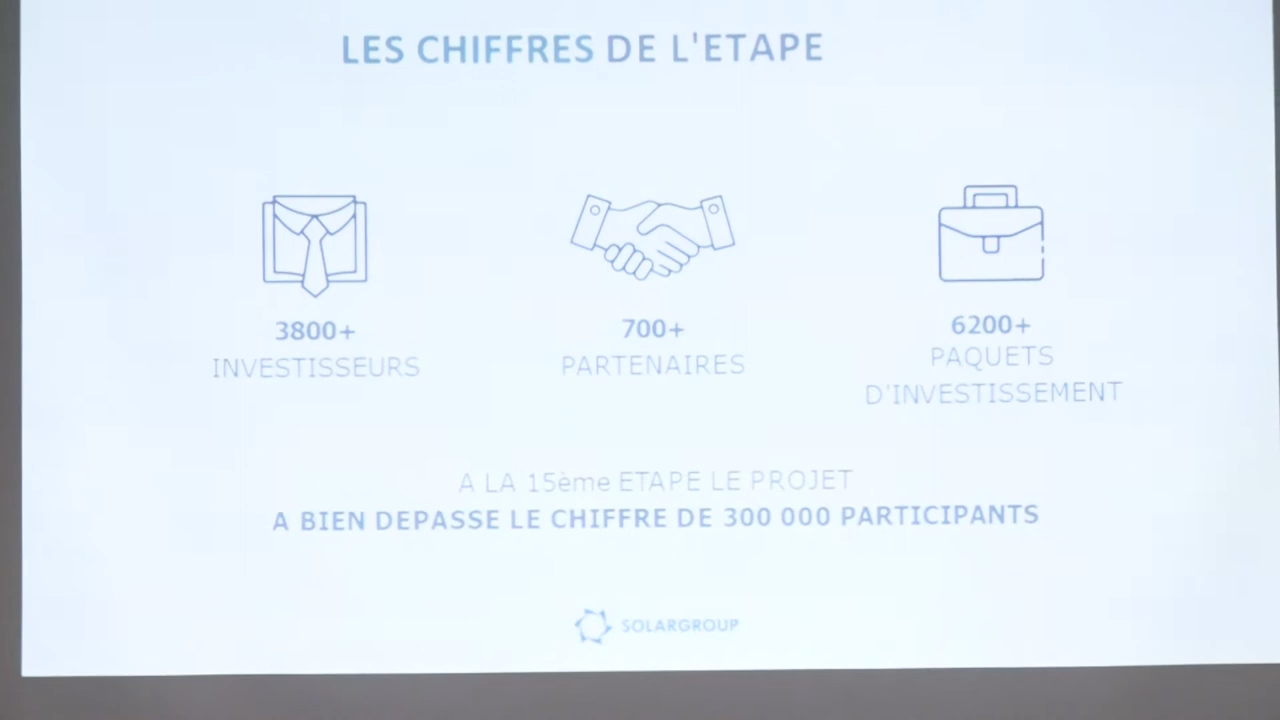 LES CHIFFRES DE L'ETAPE
3800+
INVESTISSEURS
700+
PARTENAIRES
6200+
PAQUETS
D'INVESTISSEMENT
A LA 15ème ETAPE LE PROJET
A BIEN DEPASSE LE CHIFFRE DE 300 000 PARTICIPANTS
SOLARGROUP